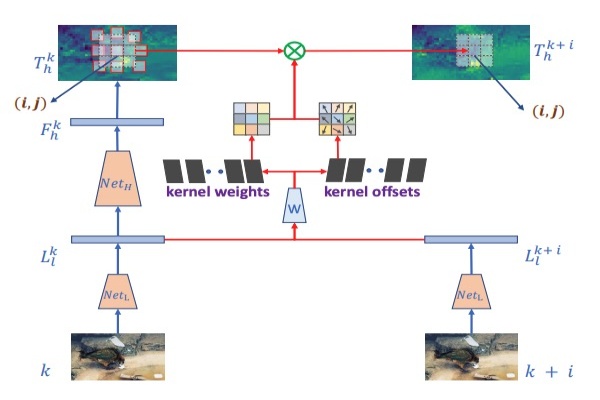 T_h^k
T_h^{k+i}
(i,j)
(i,j)
F_h^k
Net_H
kernel weights
kernel offsets
W
L_l^k
L_l^{k+i}
Net_L
Net_L
k
k + i